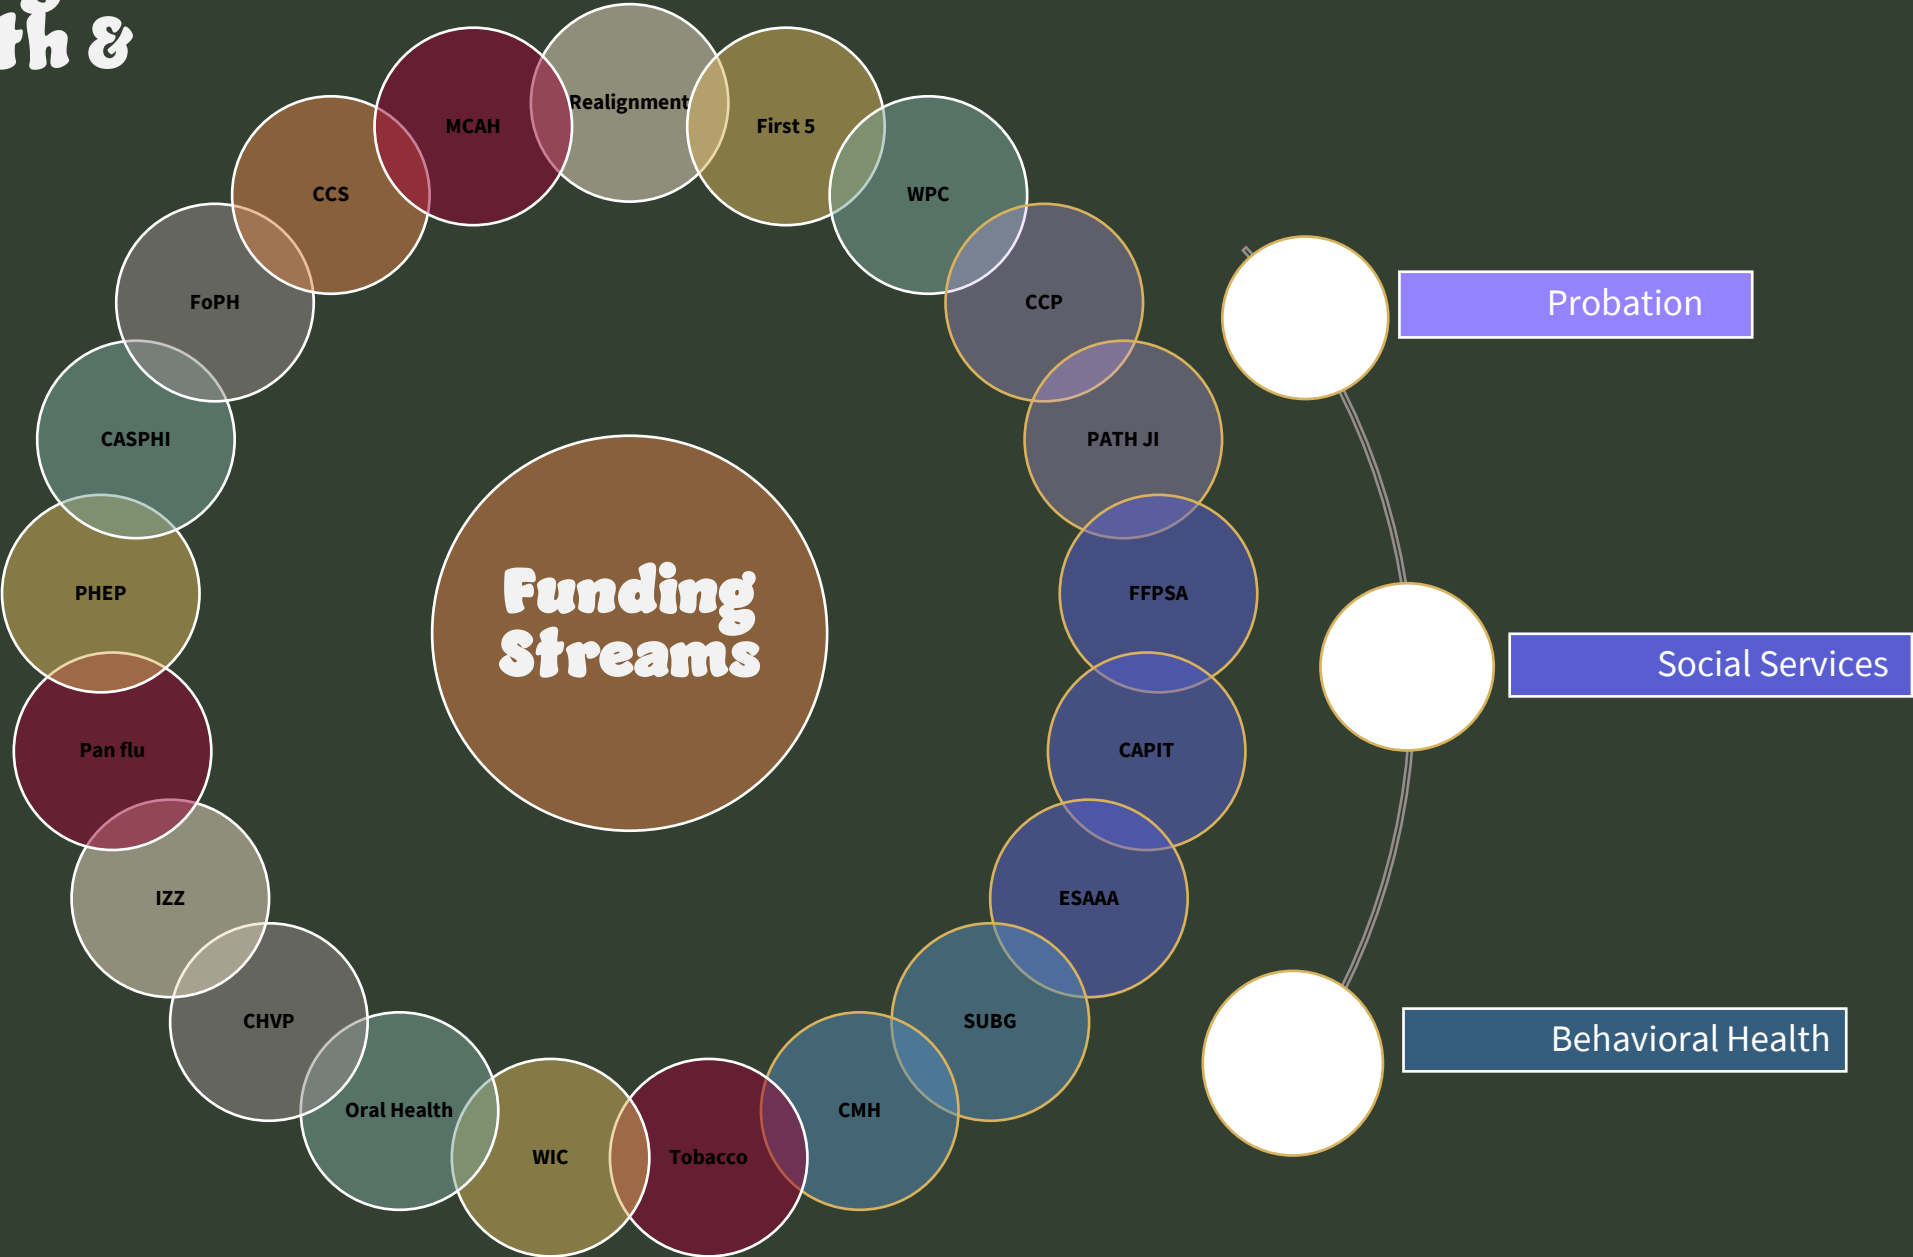 th &
Realignment
First 5
WPC
CCP
PATH JI
FFPSA
CAPIT
ESAAA
SUBG
CMH
Tobacco
WIC
Oral Health
CHVP
IZZ
Pan flu
PHEP
CASPHI
FoPH
CCS
MCAH
Funding
Streams
Probation
Social Services
Behavioral Health